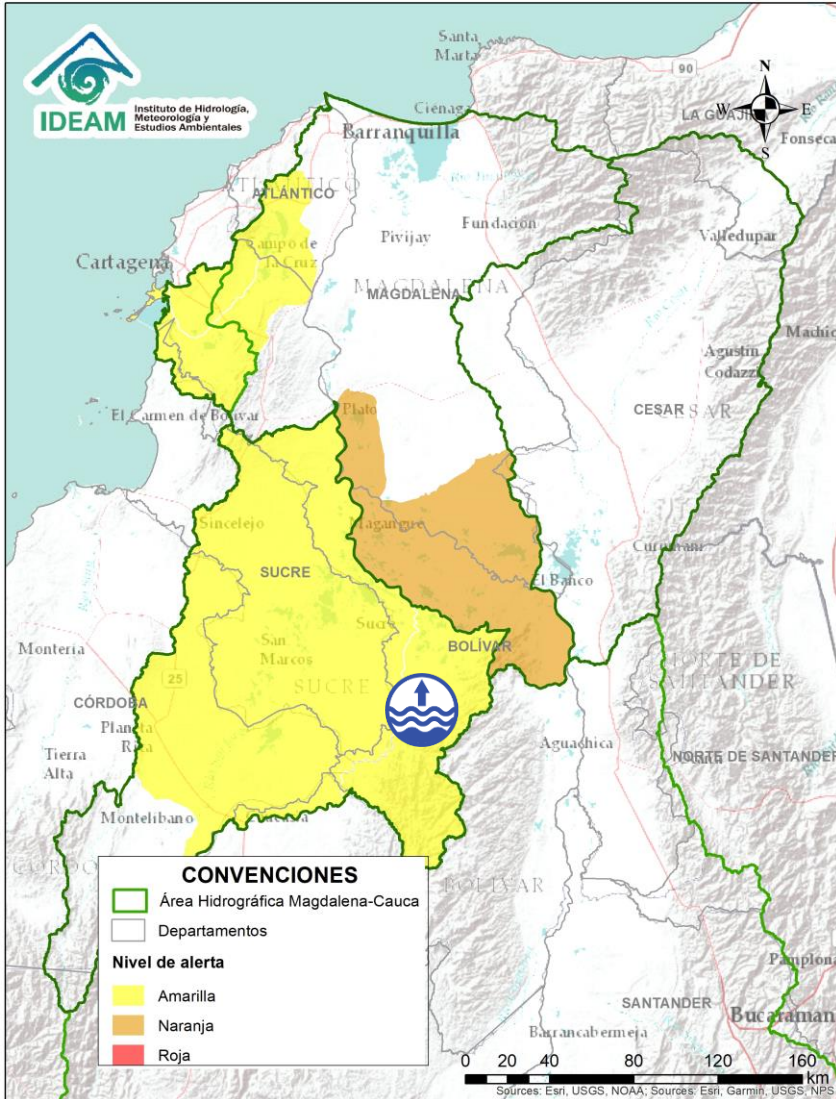 IDEAM
Instituto de Hidrología,
Meteorología y
Estudios Ambientales
Santa
Marta
90
N
W
E
S
LA GUAJIR
Ciénaga
Barranquilla
Fonseca
ATLÁNTICO
Fundación
Pivijay
Valledupar
Campo de
la Cruz
Cartagena
MAGDALENA
MAGDALENA
Agustín
Codazzi
CESAR
CESAR
El Carmen de Bolívar
Plato
Sincelejo
Magangué
Curumaní
SUCRE
El Banco
Sucre
Montería
San
Marcos
BOLÍVAR
NORTE DE
SANTANDER
25
SUCRE
CÓRDOBA
Planeta
Rica
Tierra
Alta
Aguachica
NORTE DE SANTANDER
Montelíbano
BOLÍVAR
CONVENCIONES
Área Hidrográfica Magdalena-Cauca
Departamentos
Nivel de alerta
Amarilla
Naranja
Roja
Pamplona
SANTANDER
Bucaraman
Barrancabermeja
0 20 40 80 120 160
km
Sources: Esri, USGS, NOAA; Sources: Esri, Garmin, USGS, NPS